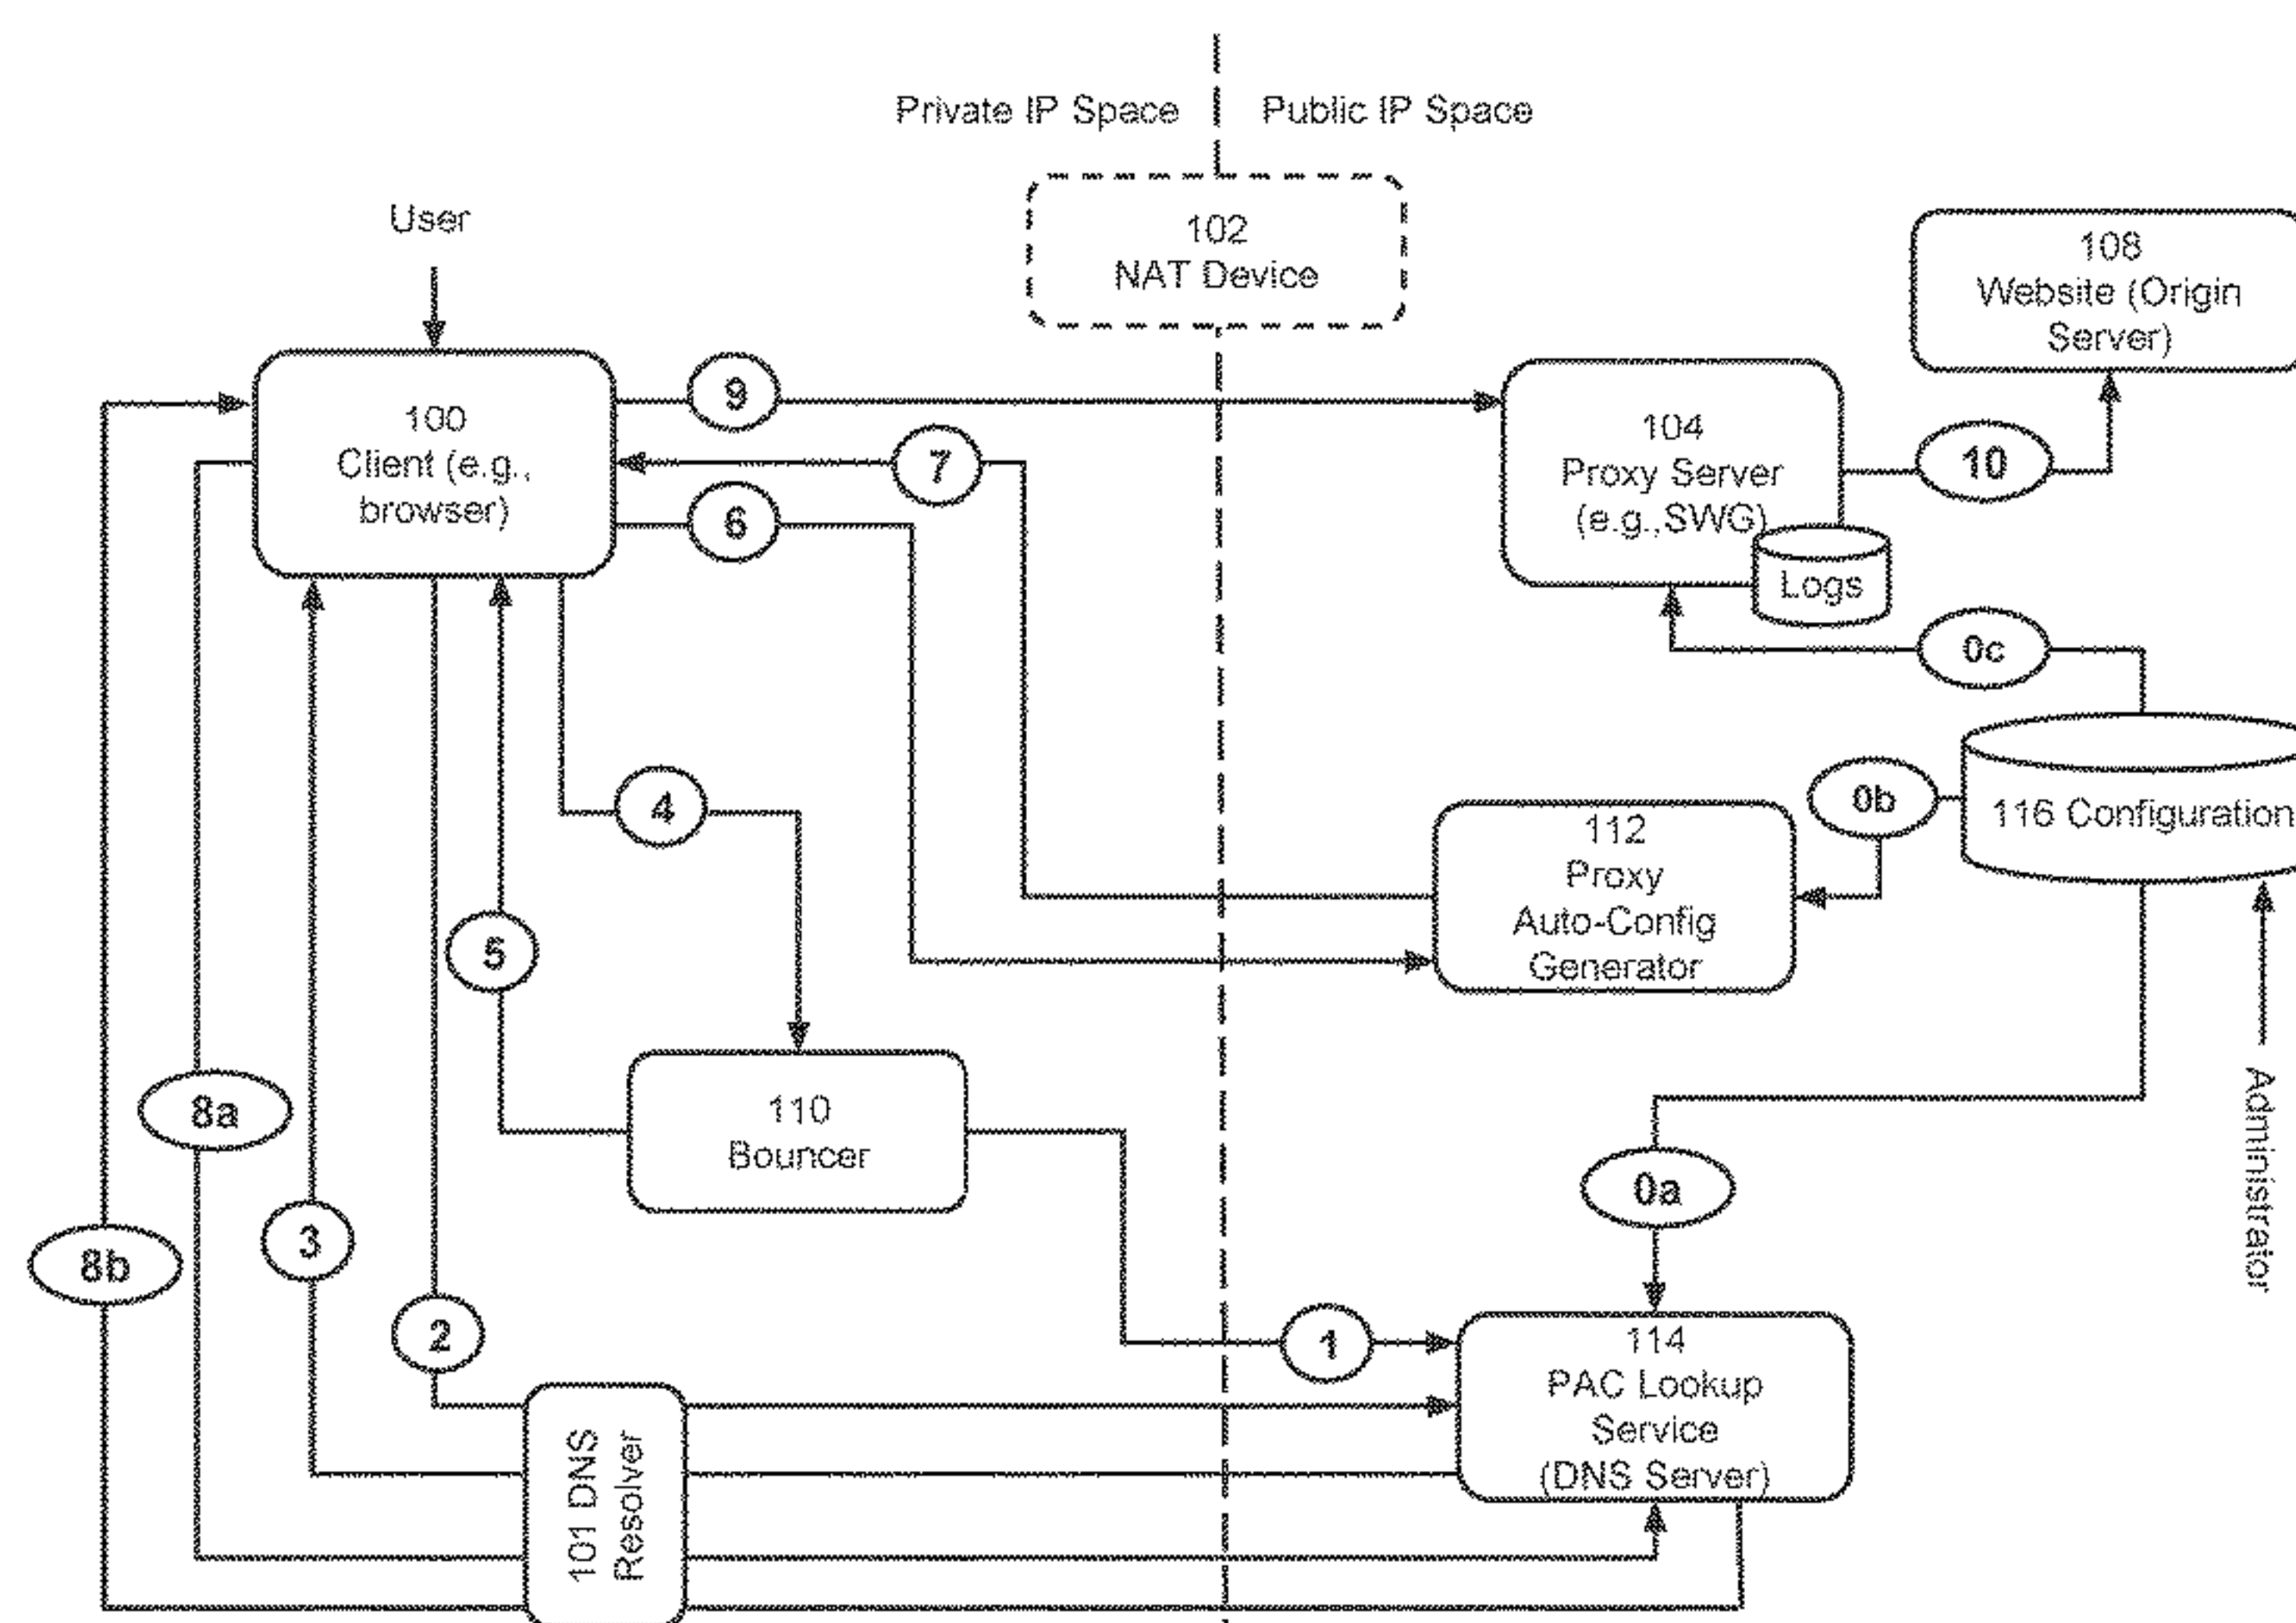 Private IP Space
Public IP Space
User
102
NAT Device
108
Website (Origin
Server)
100
Client (e.g.,
browser)
9
7
6
104
Proxy Server
(e.g.,SWG)
Logs
10
0c
116 Configuration
0b
112
Proxy
Auto-Config
Generator
4
5
110
Bouncer
8a
8b
3
2
1
0a
Administrator
114
PAC Lookup
Service
(DNS Server)
101 DNS
Resolver